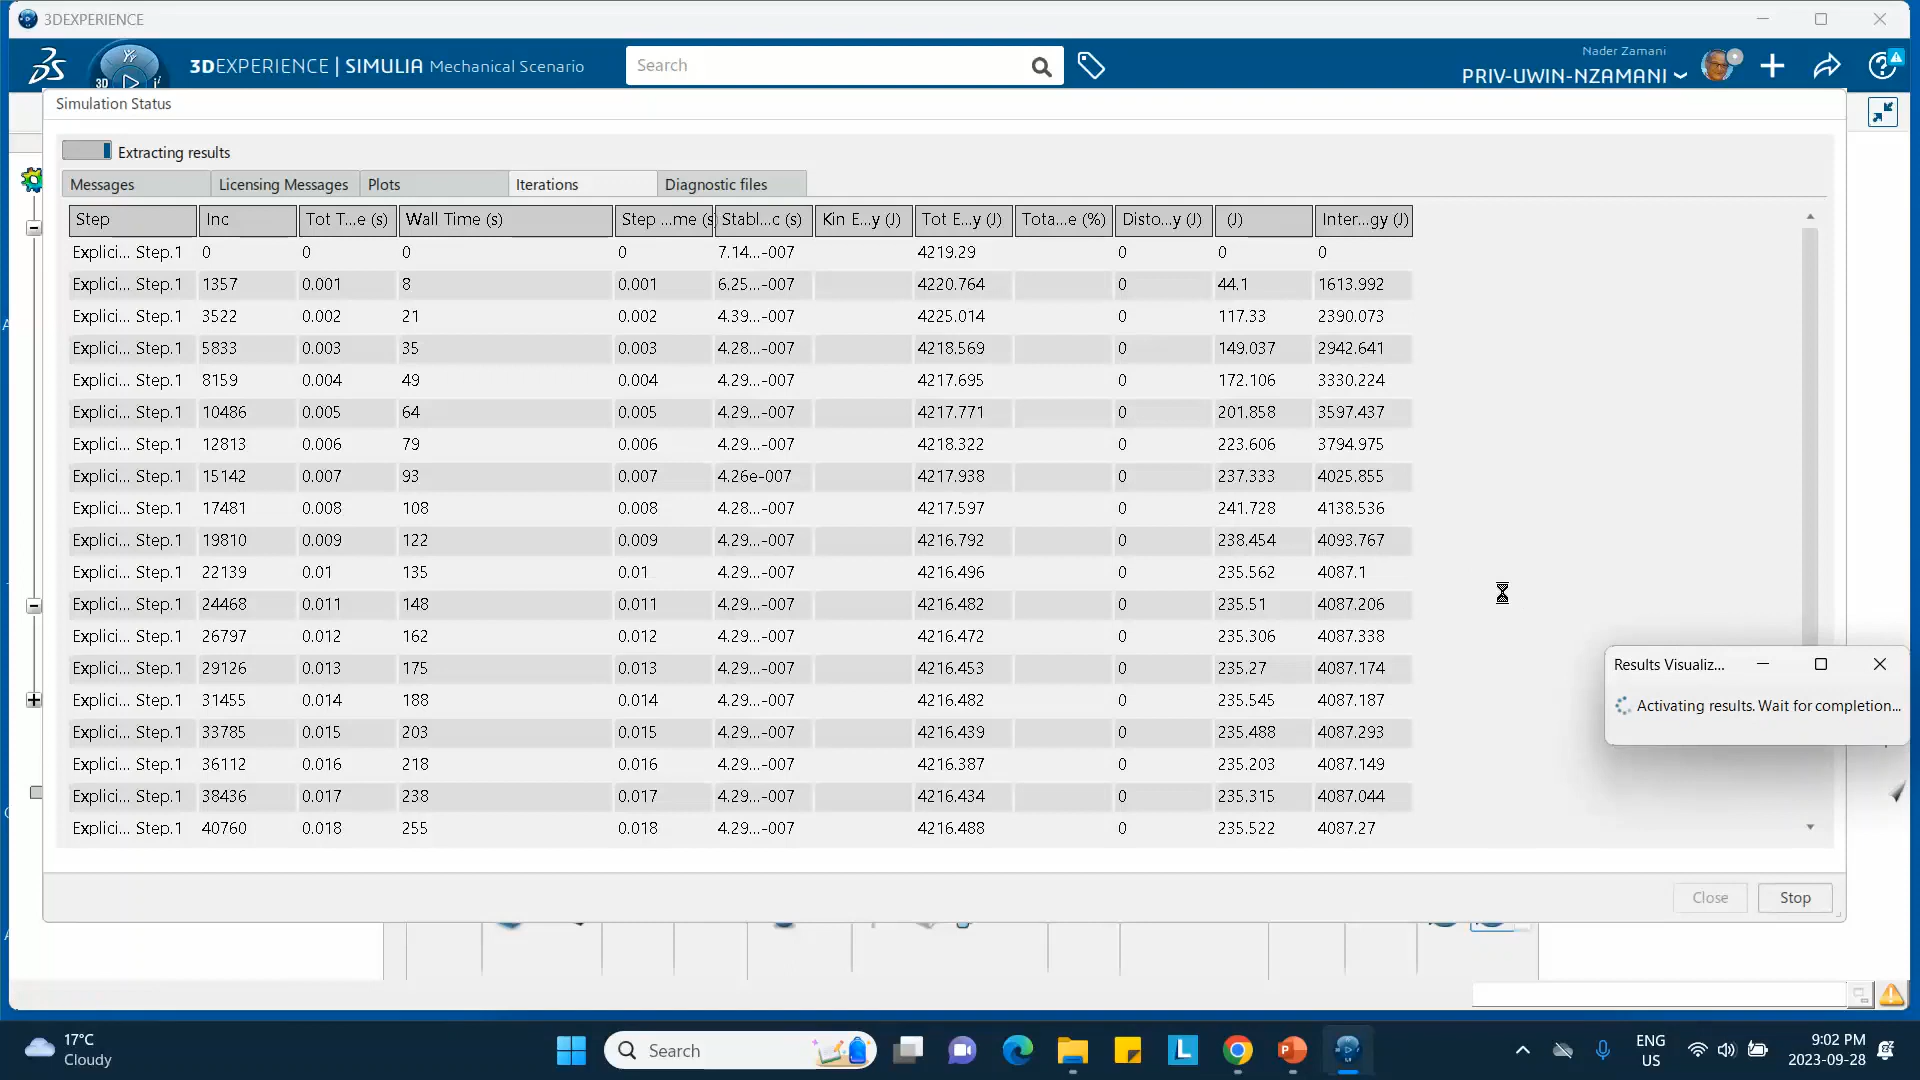 3DEXPERIENCE
3DEXPERIENCE | SIMULIA Mechanical Scenario
Search
Nader Zamani
PRIV-UWIN-NZAMANI
3D
Simulation Status
Extracting results
Messages Licensing Messages Plots Iterations Diagnostic files
Step Inc Tot T...e (s) Wall Time (s) Step ...me (s Stabl...c (s) Kin E...y (J) Tot E...y (J) Tota...e (%) Disto...y (J) (J) Inter...gy (J)
Explici... Step.1 0 0 0 0 7.14...-007 4219.29 0 0 0
Explici... Step.1 1357 0.001 8 0.001 6.25...-007 4220.764 0 44.1 1613.992
Explici... Step.1 3522 0.002 21 0.002 4.39...-007 4225.014 0 117.33 2390.073
Explici... Step.1 5833 0.003 35 0.003 4.28...-007 4218.569 0 149.037 2942.641
Explici... Step.1 8159 0.004 49 0.004 4.29...-007 4217.695 0 172.106 3330.224
Explici... Step.1 10486 0.005 64 0.005 4.29...-007 4217.771 0 201.858 3597.437
Explici... Step.1 12813 0.006 79 0.006 4.29...-007 4218.322 0 223.606 3794.975
Explici... Step.1 15142 0.007 93 0.007 4.26e-007 4217.938 0 237.333 4025.855
Explici... Step.1 17481 0.008 108 0.008 4.28...-007 4217.597 0 241.728 4138.536
Explici... Step.1 19810 0.009 122 0.009 4.29...-007 4216.792 0 238.454 4093.767
Explici... Step.1 22139 0.01 135 0.01 4.29...-007 4216.496 0 235.562 4087.1
Explici... Step.1 24468 0.011 148 0.011 4.29...-007 4216.482 0 235.51 4087.206
Explici... Step.1 26797 0.012 162 0.012 4.29...-007 4216.472 0 235.306 4087.338
Explici... Step.1 29126 0.013 175 0.013 4.29...-007 4216.453 0 235.27 4087.174
Explici... Step.1 31455 0.014 188 0.014 4.29...-007 4216.482 0 235.545 4087.187
Explici... Step.1 33785 0.015 203 0.015 4.29...-007 4216.439 0 235.488 4087.293
Explici... Step.1 36112 0.016 218 0.016 4.29...-007 4216.387 0 235.203 4087.149
Explici... Step.1 38436 0.017 238 0.017 4.29...-007 4216.434 0 235.315 4087.044
Explici... Step.1 40760 0.018 255 0.018 4.29...-007 4216.488 0 235.522 4087.27
Results Visualiz...
Activating results. Wait for completion...
Close Stop
17°C
Cloudy
Search
ENG
US
9:02 PM
2023-09-28